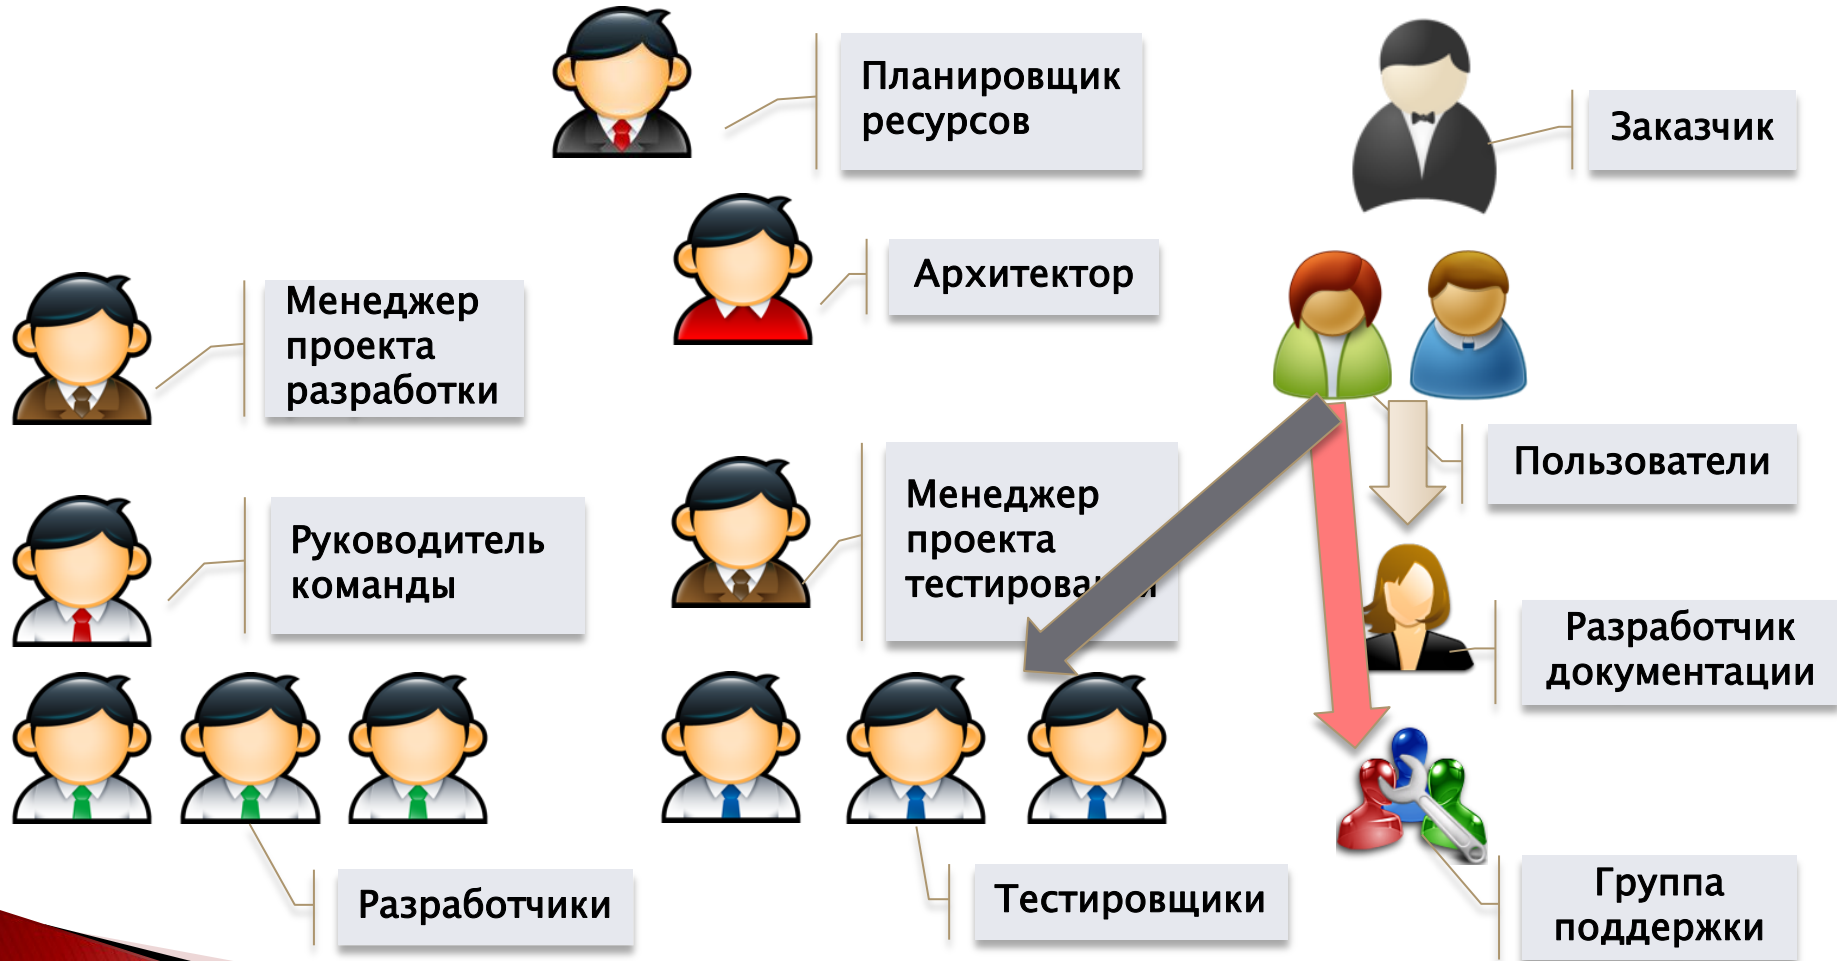 Планировщик
ресурсов
Заказчик
Архитектор
Менеджер
проекта
разработки
Пользователи
Менеджер
проекта
Руководитель
команды
Разработчик
документации
Разработчики
Тестировщики
Группа
поддержки